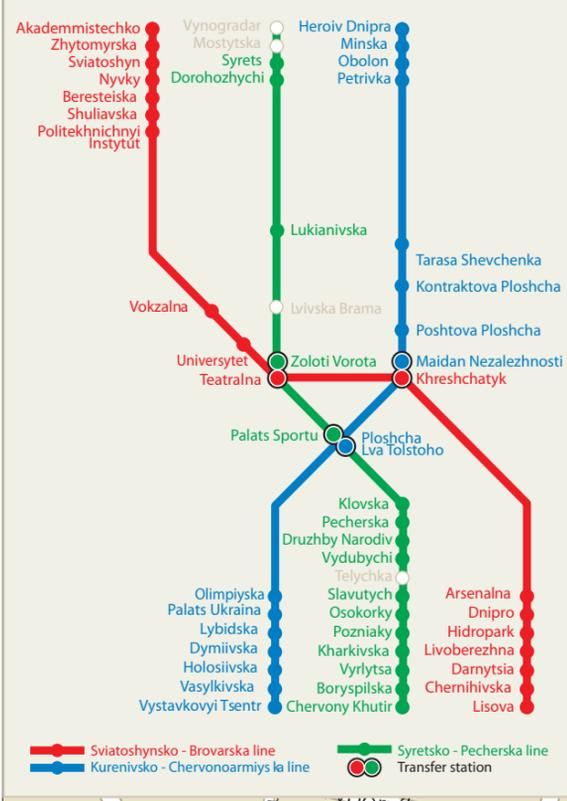 Akademmistechko
Zhytomyrska
Sviatoshyn
Nyvky
Beresteiska
Shuliavska
Politekhnichnyi
Instytut
Vokzalna
Universytet
Teatralna
Khreshchatyk
Arsenalna
Dnipro
Hidropark
Livoberezhna
Darnytsia
Chernihivska
Lisova
Vynogradar
Mostytska
Syrets
Dorohozhychi
Lukianivska
Lvivska Brama
Zoloti Vorota
Palats Sportu
Klovska
Pecherska
Druzhby Narodiv
Vydubychi
Telychka
Slavutych
Osokorky
Pozniaky
Kharkivska
Vyrlytsa
Boryspilska
Chervony Khutir
Heroiv Dnipra
Minska
Obolon
Petrivka
Tarasa Shevchenka
Kontraktova Ploshcha
Poshtova Ploshcha
Maidan Nezalezhnosti
Ploshcha
Lva Tolstoho
Olimpiyska
Palats Ukraina
Lybidska
Dymiivska
Holosiivska
Vasylkivska
Vystavkovyi Tsentr
Sviatoshynsko - Brovarska line
Kurenivsko - Chervonoarmiys ka line
Syretsko - Pecherska line
Transfer station